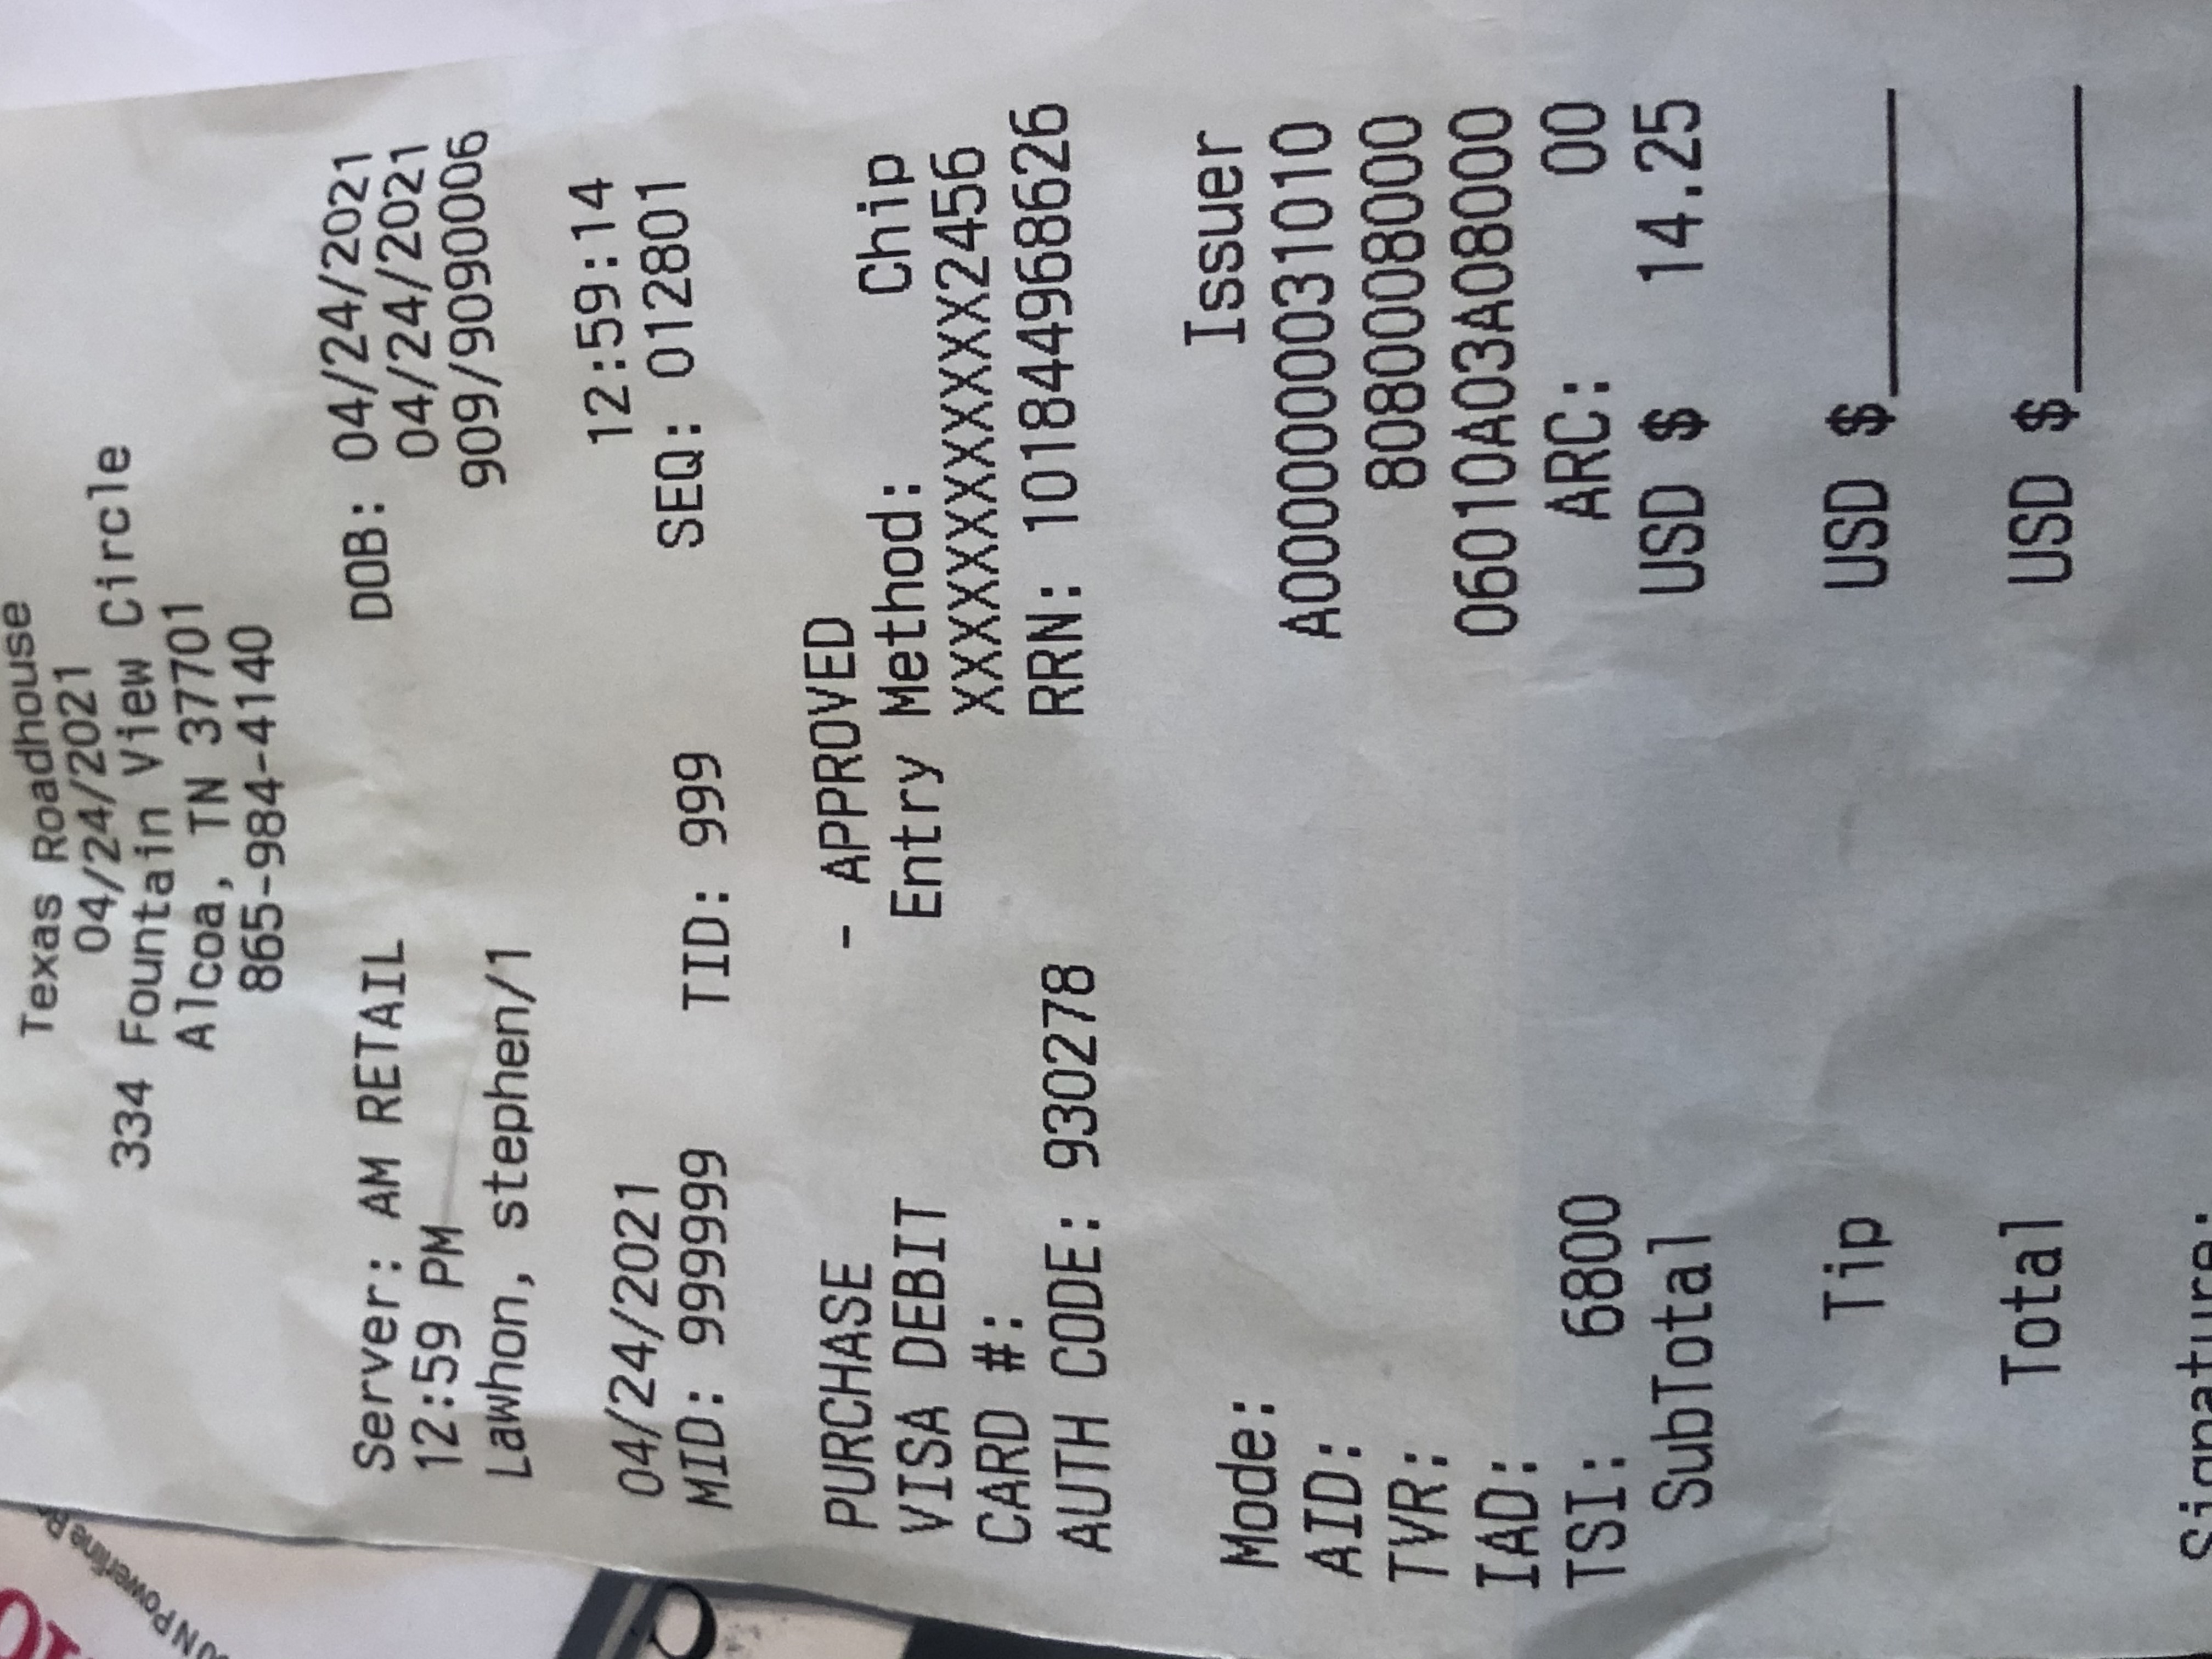 Texas Roadhouse
04/24/2021
334 Fountain View Circle
Alcoa, TN 37701
865-984-4140
Server: AM RETAIL DOB: 04/24/2021
12:59 PM 04/24/2021
Lawhon, stephen/1 909/9090006
04/24/2021 12:59:14
MID: 999999 TID: 999 SEQ: 012801
PURCHASE - APPROVED
VISA DEBIT Entry Method: Chip
CARD #: XXXXXXXXXXXX2456
AUTH CODE: 930278 RRN: 101844968626
Mode: Issuer
AID: A0000000031010
TVR: 8080008000
IAD: 06010A03A08000
TSI: 6800 ARC: 00
SubTotal USD $ 14.25
Tip USD $
Total USD $
Signature:
Powerline